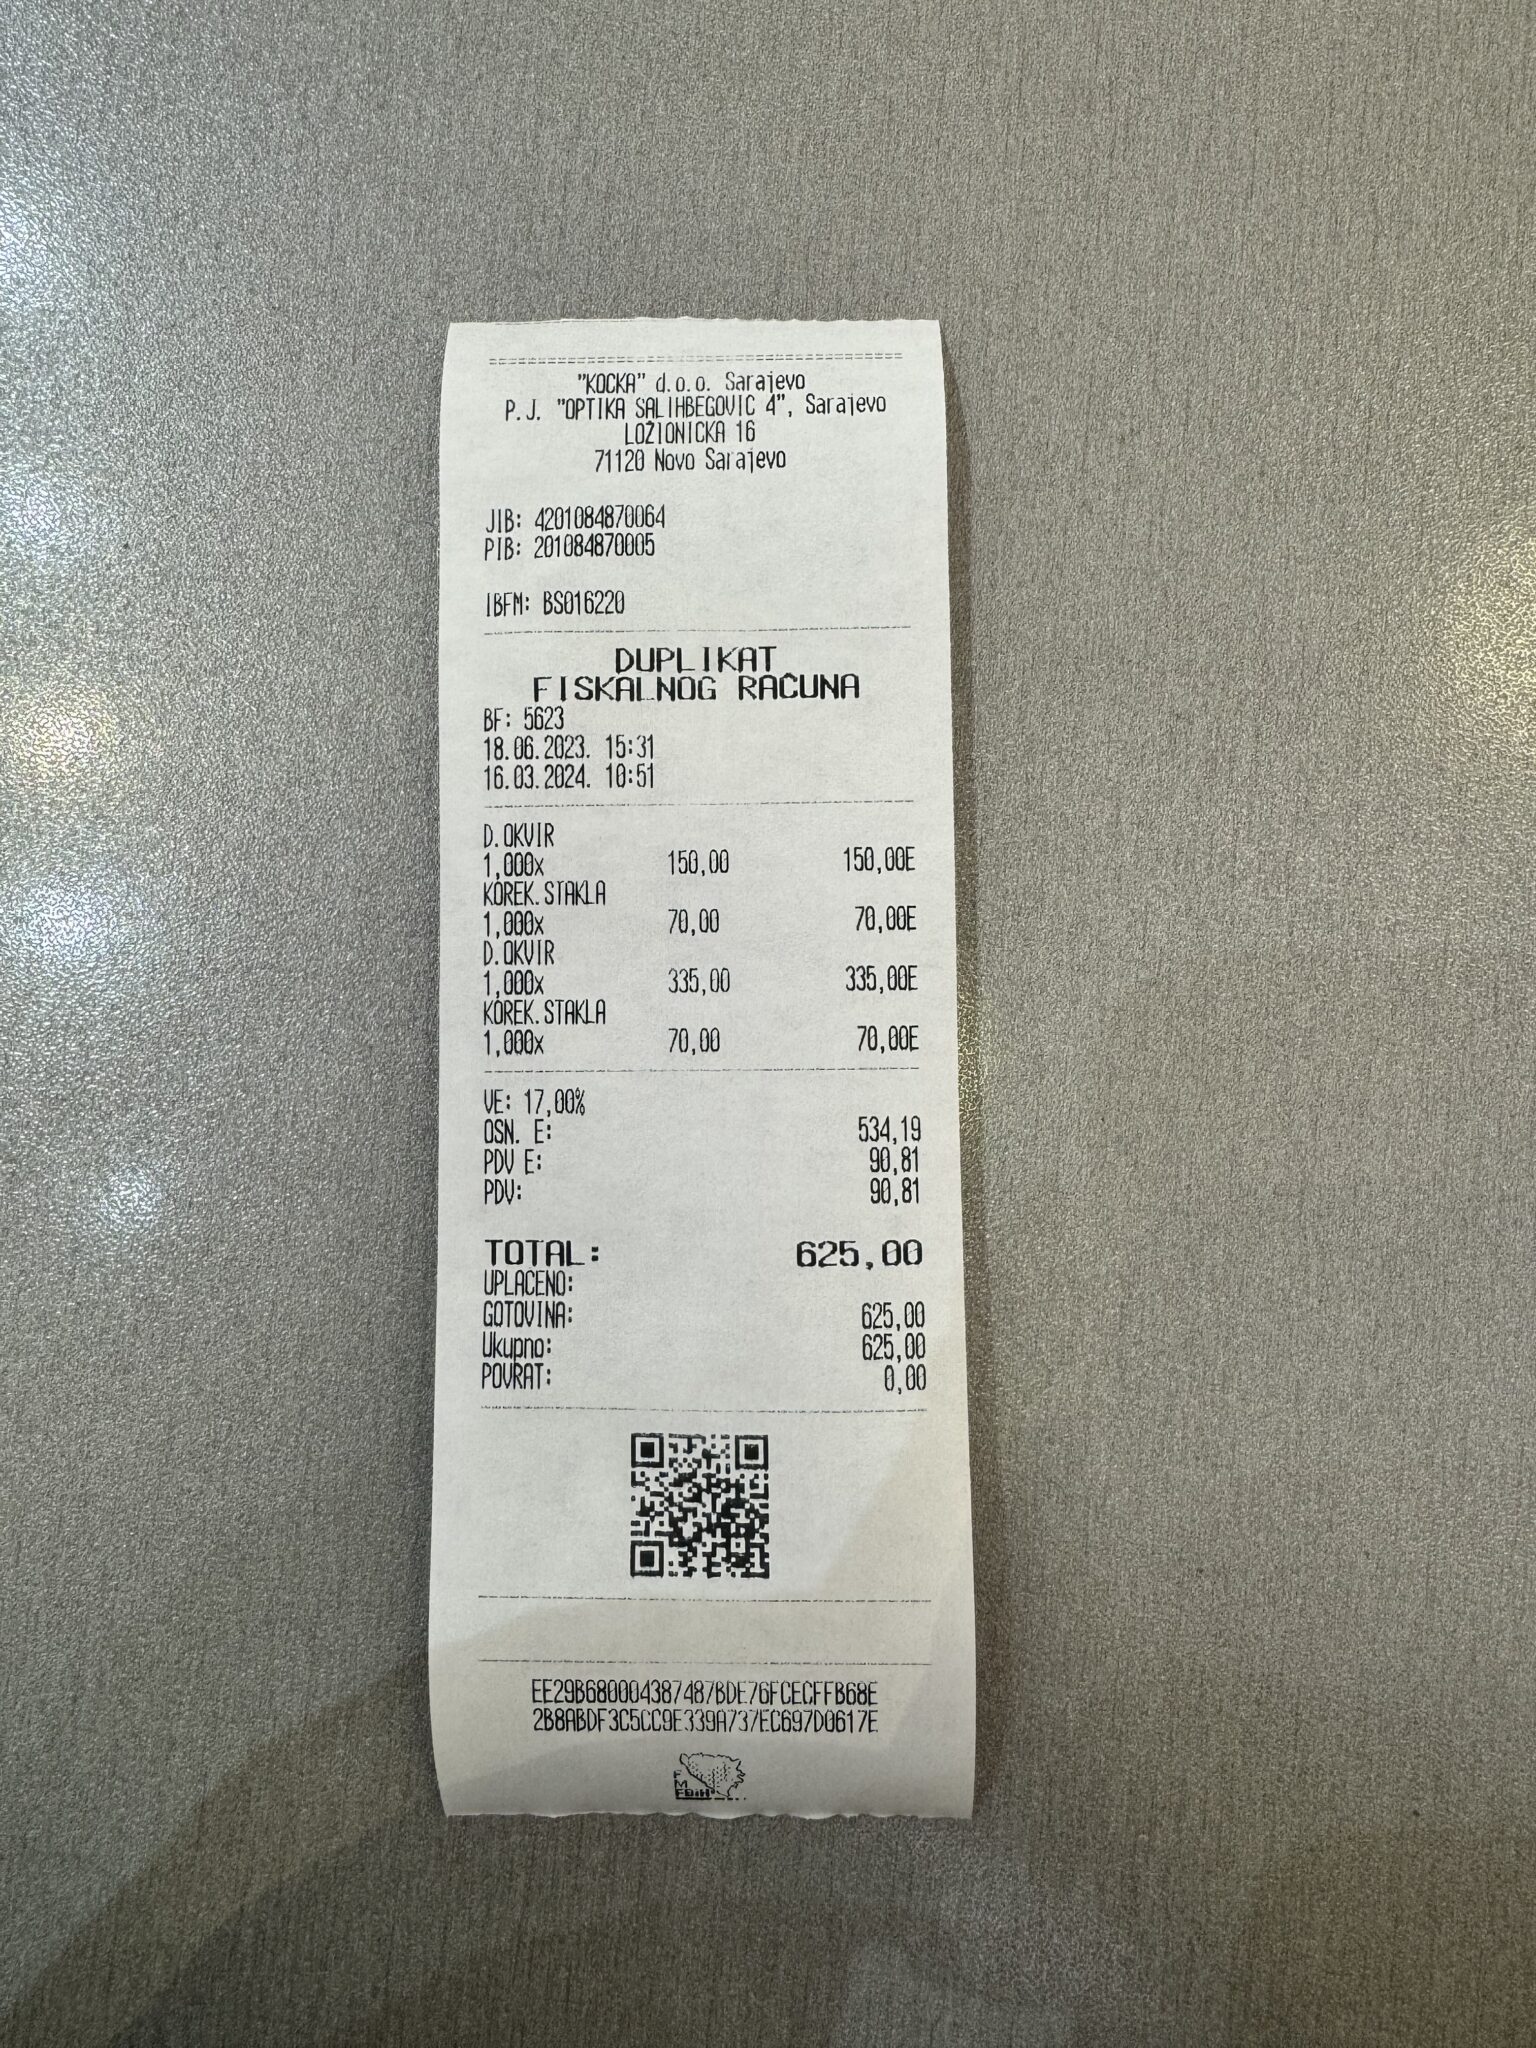 "KOCKA" d.o.o. Sarajevo
P.J. "OPTIKA SALIHBEGOVIC 4", Sarajevo
LOŽIONICKA 16
71120 Novo Sarajevo
JIB: 4201084870064
PIB: 201084870005
IBFM: BS016220
DUPLIKAT
FISKALNOG RAČUNA
BF: 5623
18.06.2023. 15:31
16.03.2024. 10:51
D.OKVIR
1,000x 150,00 150,00E
KOREK.STAKLA
1,000x 70,00 70,00E
D.OKVIR
1,000x 335,00 335,00E
KOREK.STAKLA
1,000x 70,00 70,00E
VE: 17,00%
OSN. E: 534,19
PDV E: 90,81
PDV: 90,81
TOTAL: 625,00
UPLAĆENO:
GOTOVINA: 625,00
Ukupno: 625,00
POVRAT: 0,00
EE29B680004387487BDE76FCECFFB68E
2B8ABDF3C5CC9E339A737EC697D0617E
FMFBiH